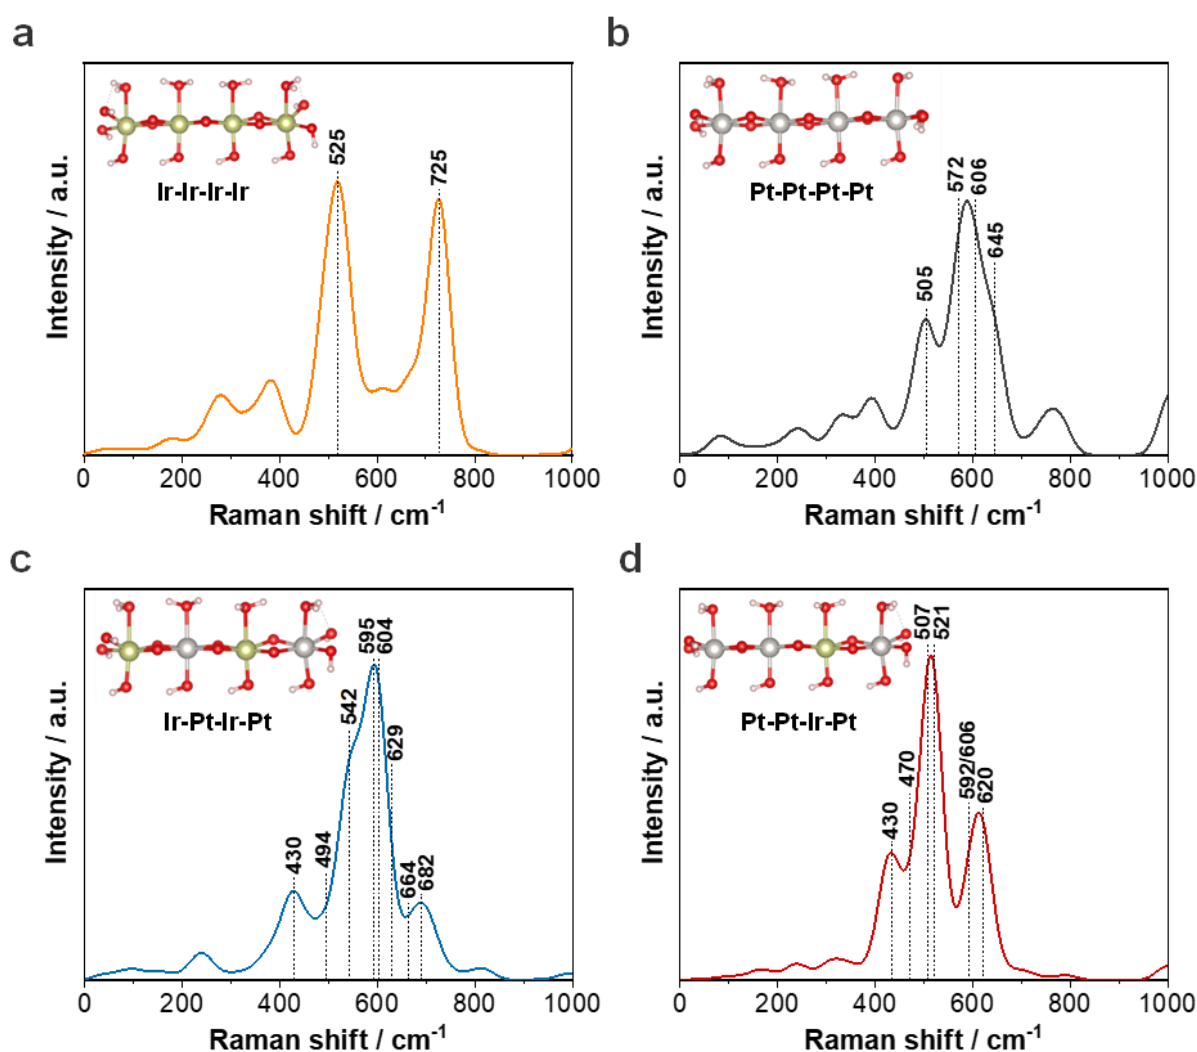 a
Ir-Ir-Ir-Ir
525
725
Intensity / a.u.
0 200 400 600 800 1000
Raman shift / cm-1
b
Pt-Pt-Pt-Pt
505
572
606
645
Intensity / a.u.
0 200 400 600 800 1000
Raman shift / cm-1
c
Ir-Pt-Ir-Pt
430
494
542
595
604
629
664
682
Intensity / a.u.
0 200 400 600 800 1000
Raman shift / cm-1
d
Pt-Pt-Ir-Pt
430
470
507
521
592/606
620
Intensity / a.u.
0 200 400 600 800 1000
Raman shift / cm-1